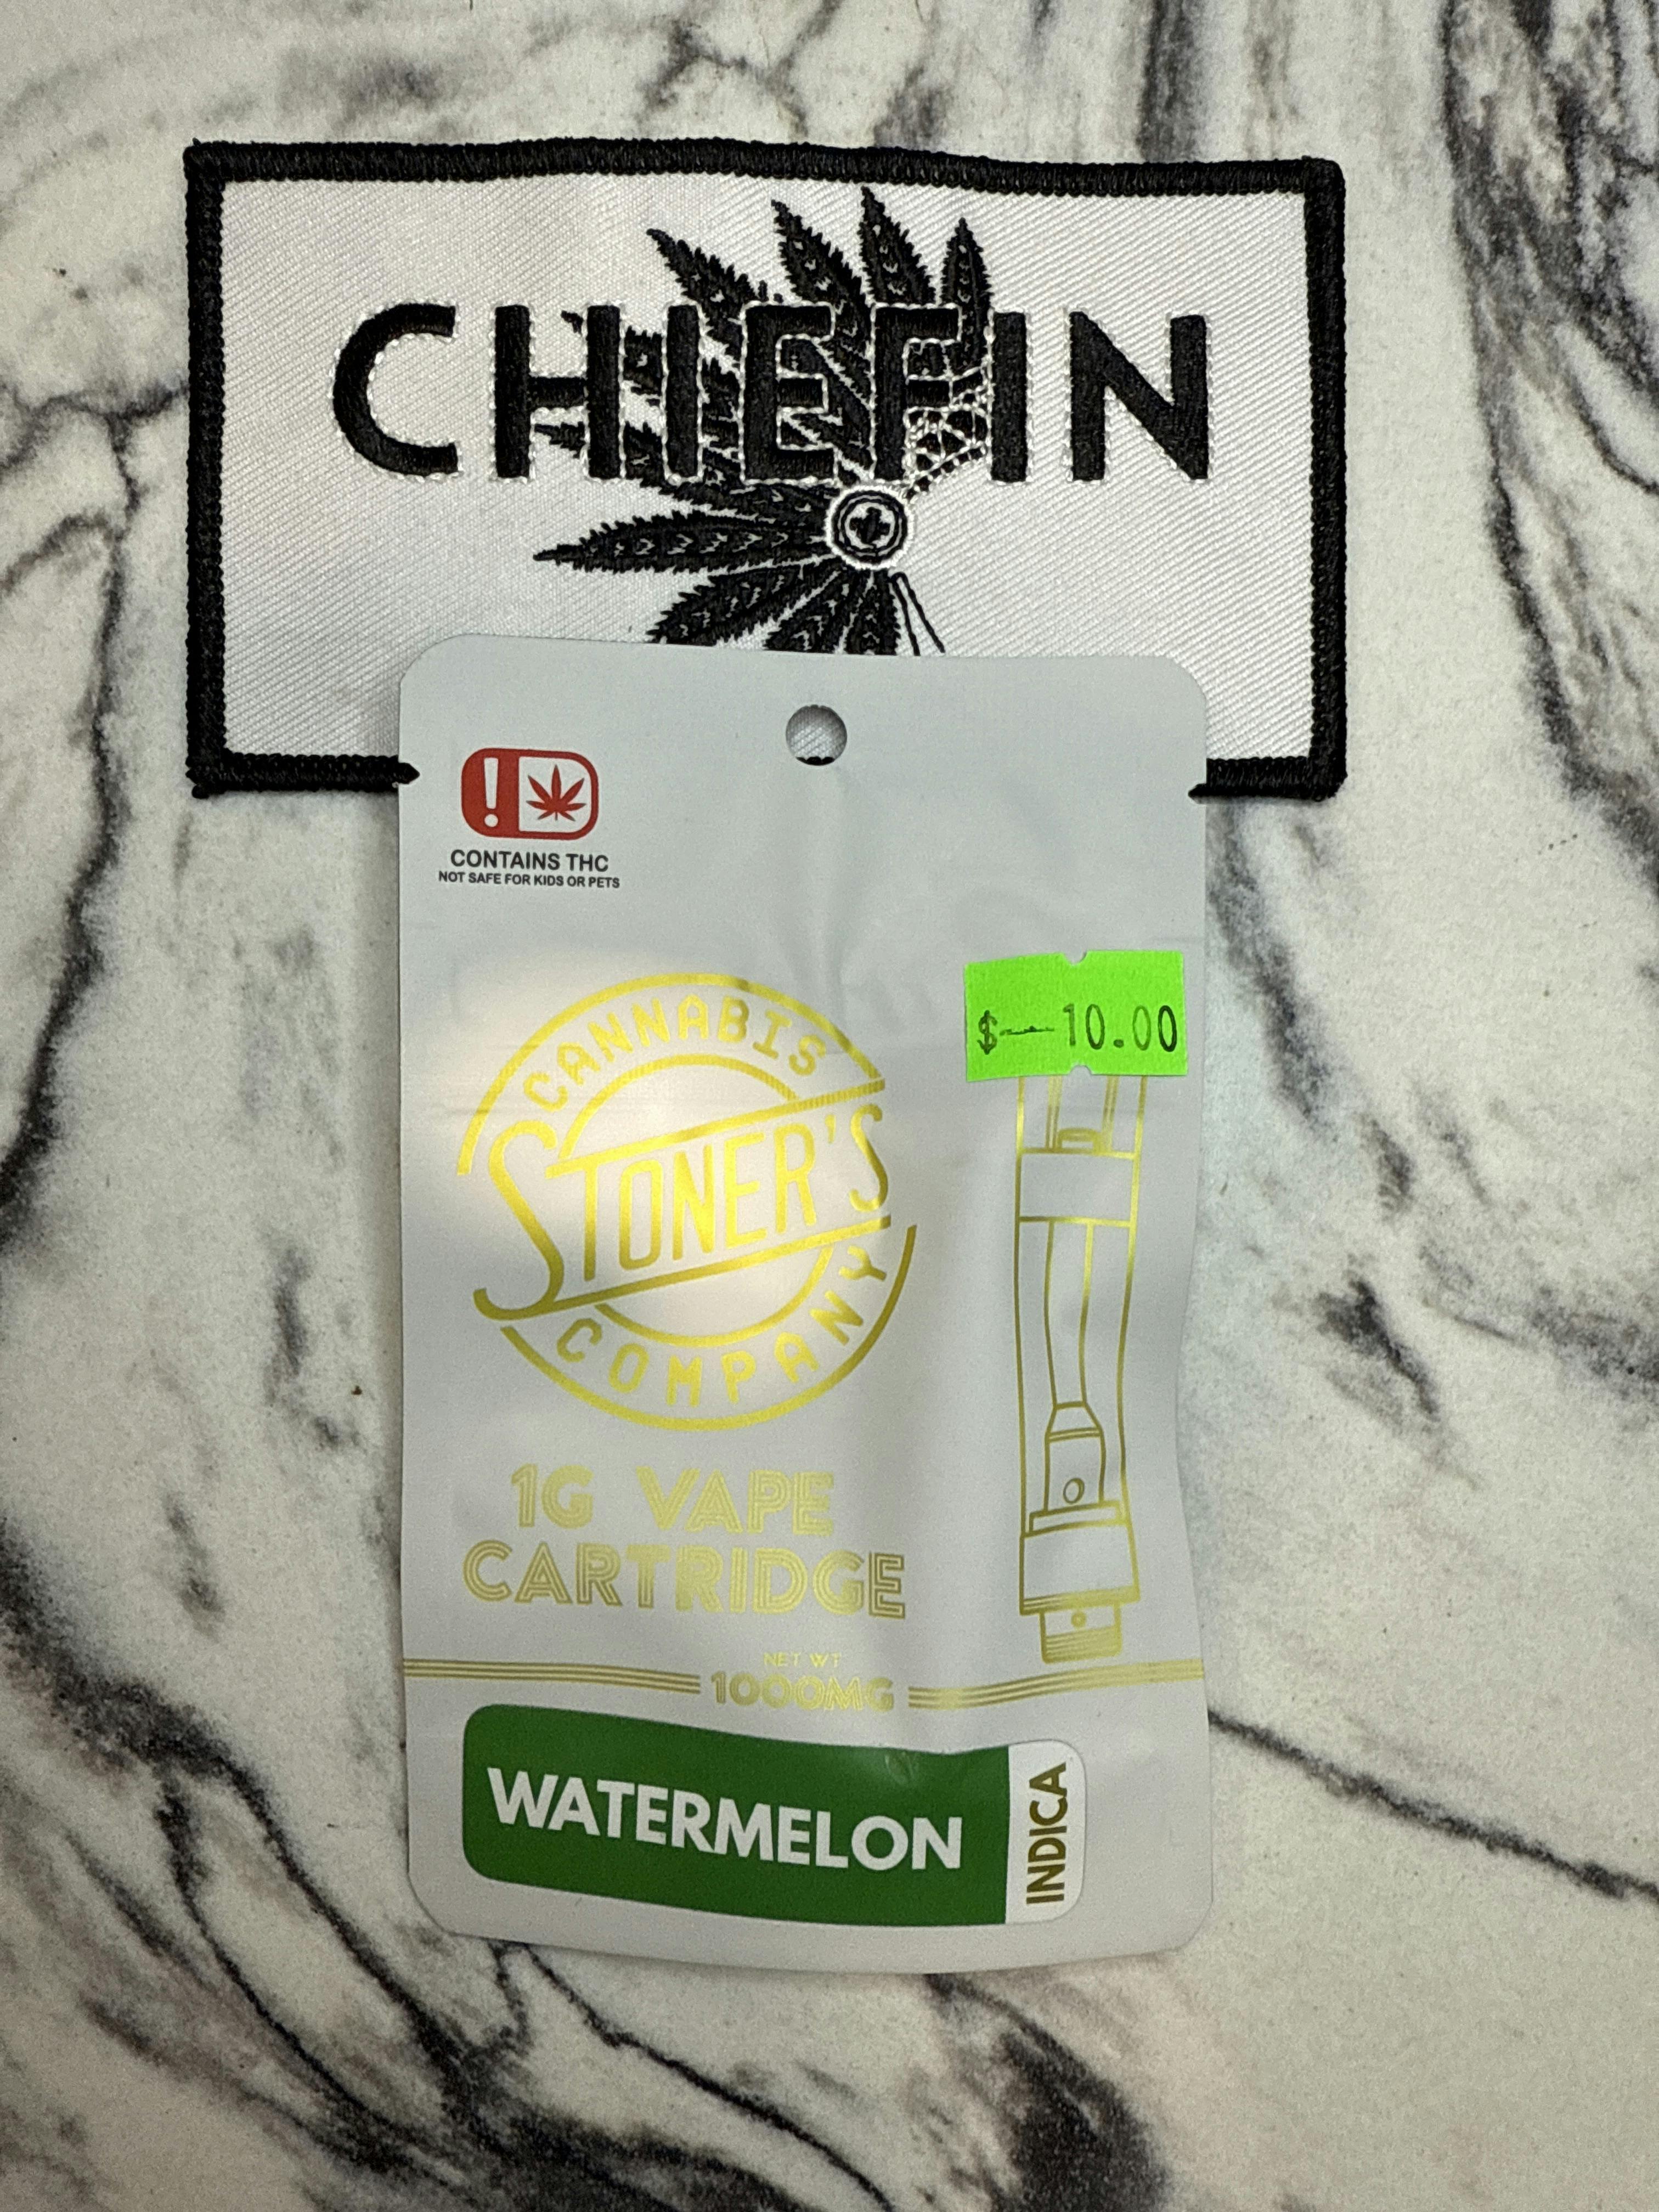 CHIEFIN
CONTAINS THC
NOT SAFE FOR KIDS OR PETS
$--10.00
CANNABIS
STONER'S
COMPANY
1G VAPE
CARTRIDGE
NET WT
1000MG
WATERMELON
INDICA